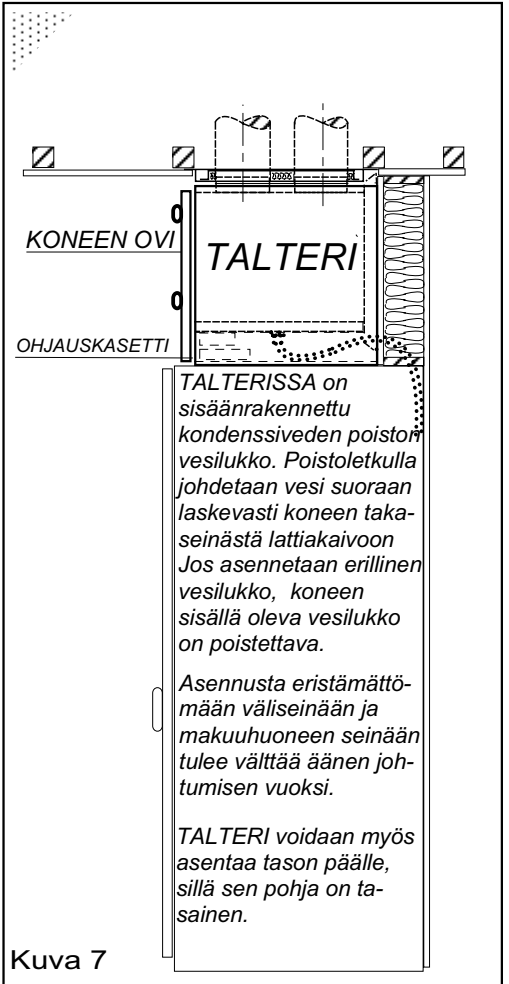 KONEEN OVI
TALTERI
OHJAUSKASETTI
TALTERISSA on
sisäänrakennettu
kondenssiveden poiston
vesilukko. Poistoletkulla
johdetaan vesi suoraan
laskevasti koneen taka-
seinästä lattiakaivoon
Jos asennetaan erillinen
vesilukko, koneen
sisällä oleva vesilukko
on poistettava.
Asennusta eristämättö-
mään väliseinään ja
makuuhuoneen seinään
tulee välttää äänen joh-
tumisen vuoksi.
TALTERI voidaan myös
asentaa tason päälle,
sillä sen pohja on ta-
sainen.
Kuva 7